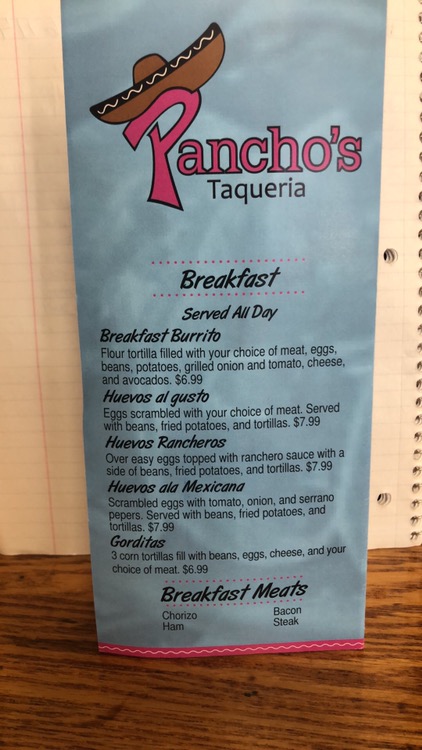 Pancho's
Taqueria
Breakfast
Served All Day
Breakfast Burrito
Flour tortilla filled with your choice of meat, eggs,
beans, potatoes, grilled onion and tomato, cheese,
and avocados. $6.99
Huevos al gusto
Eggs scrambled with your choice of meat. Served
with beans, fried potatoes, and tortillas. $7.99
Huevos Rancheros
Over easy eggs topped with ranchero sauce with a
side of beans, fried potatoes, and tortillas. $7.99
Huevos ala Mexicana
Scrambled eggs with tomato, onion, and serrano
pepers. Served with beans, fried potatoes, and
tortillas. $7.99
Gorditas
3 corn tortillas fill with beans, eggs, cheese, and your
choice of meat. $6.99
Breakfast Meats
Chorizo Bacon
Ham Steak